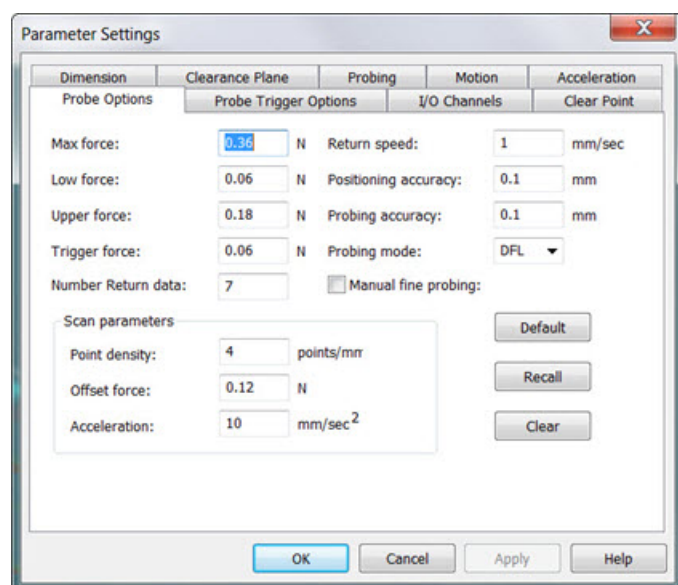 Parameter Settings
Dimension Clearance Plane Probing Motion Acceleration
Probe Options Probe Trigger Options I/O Channels Clear Point
Max force: 0.36 N Return speed: 1 mm/sec
Low force: 0.06 N Positioning accuracy: 0.1 mm
Upper force: 0.18 N Probing accuracy: 0.1 mm
Trigger force: 0.06 N Probing mode: DFL
Number Return data: 7 Manual fine probing:
Scan parameters
Default
Point density: 4 points/mm
Recall
Offset force: 0.12 N
Acceleration: 10 mm/sec2
Clear
OK Cancel Apply Help